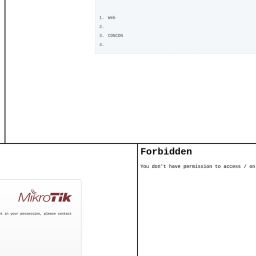 1. Web
2.
3. CONCON
4.
Forbidden
You don't have permission to access / on
MikroTik
t in your possession, please contact